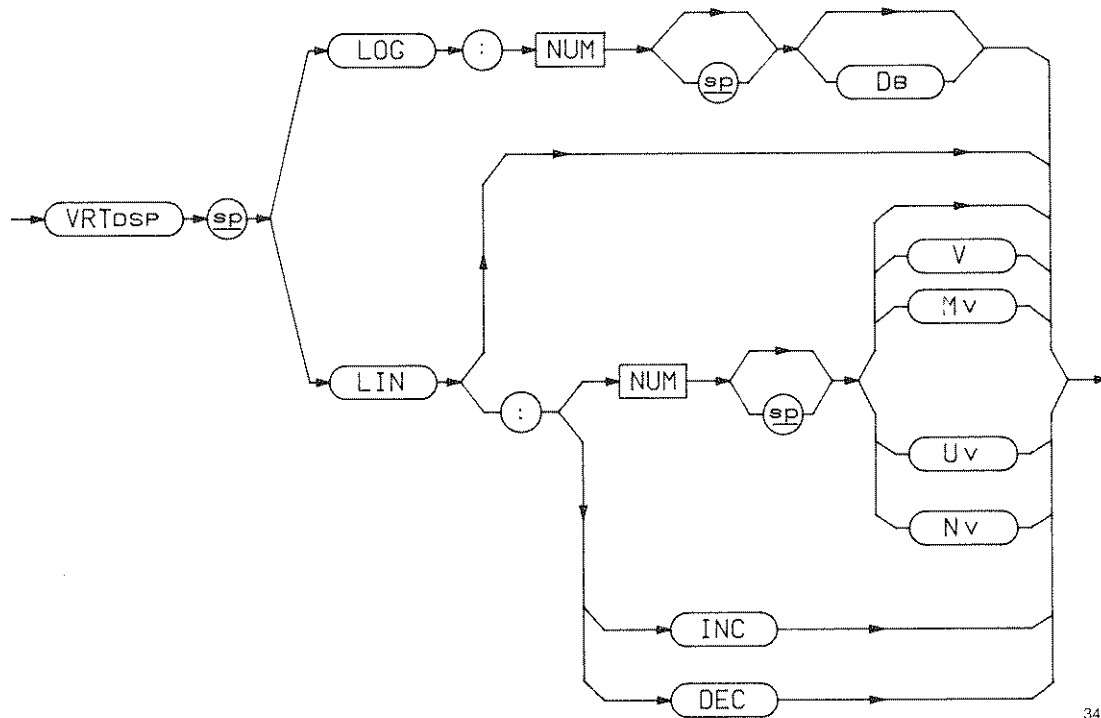 LOG : NUM sp DB
VRTDSP sp
V
MV
LIN : NUM sp
UV
NV
INC
DEC
34